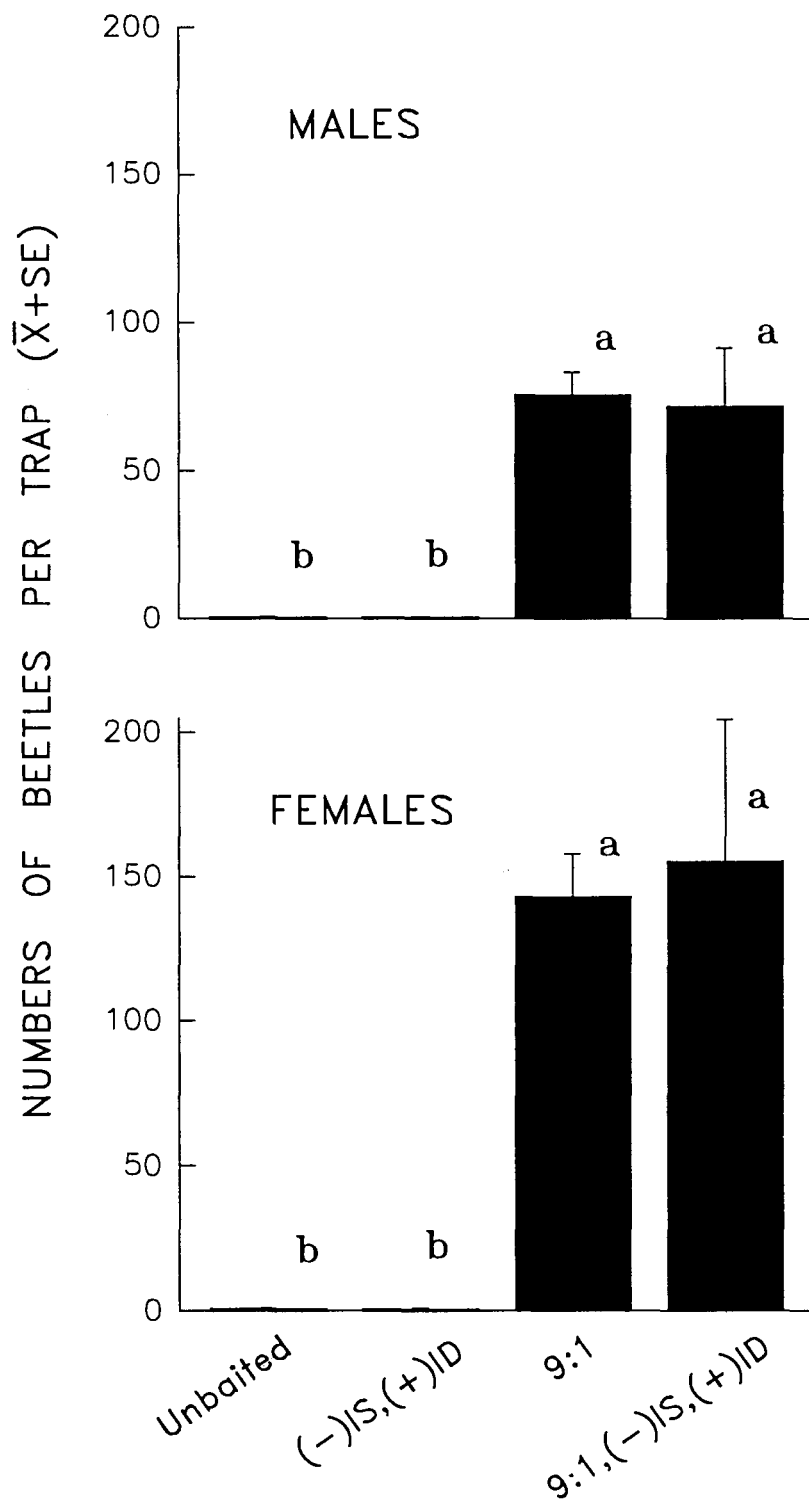 NUMBERS OF BEETLES PER TRAP (X̅+SE)
200
150
100
50
0
MALES
b
b
a
a
200
150
100
50
0
FEMALES
b
b
a
a
Unbaited
(−)IS,(+)ID
9:1
9:1,(−)IS,(+)ID